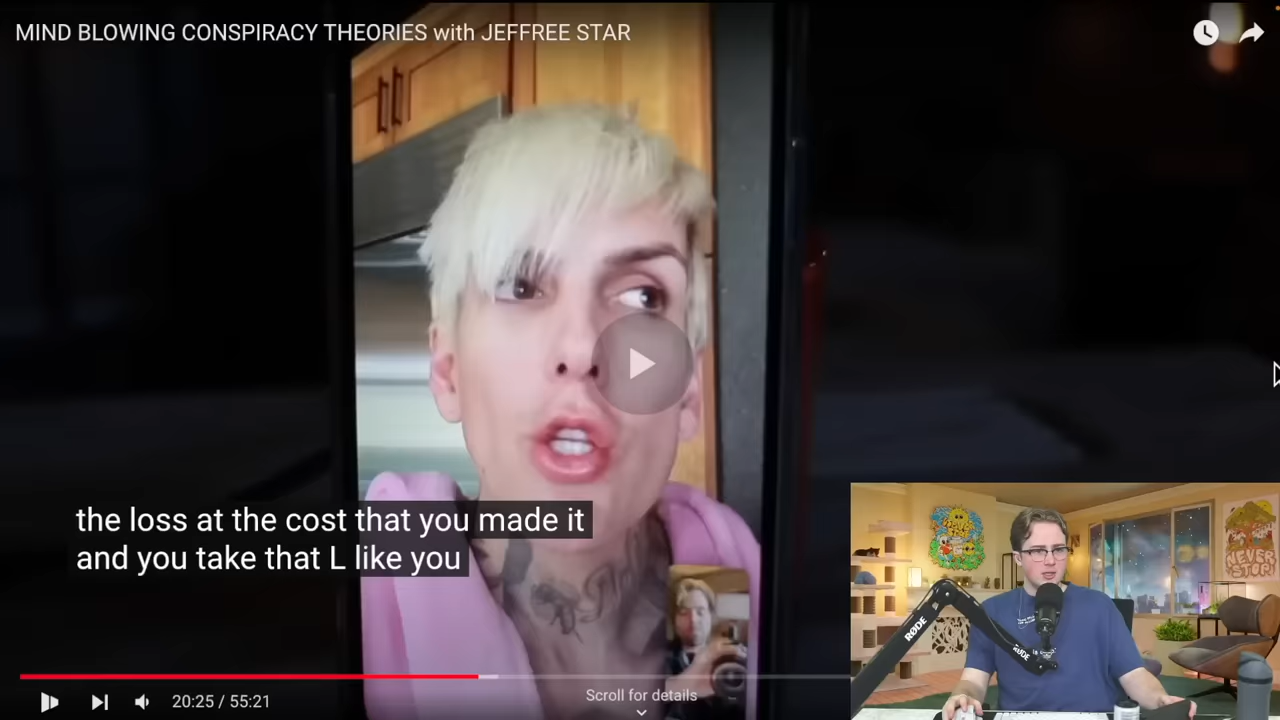 MIND BLOWING CONSPIRACY THEORIES with JEFFREE STAR
the loss at the cost that you made it
and you take that L like you
20:25 / 55:21
Scroll for details
RØDE
RØDE
NEVER
STOP!